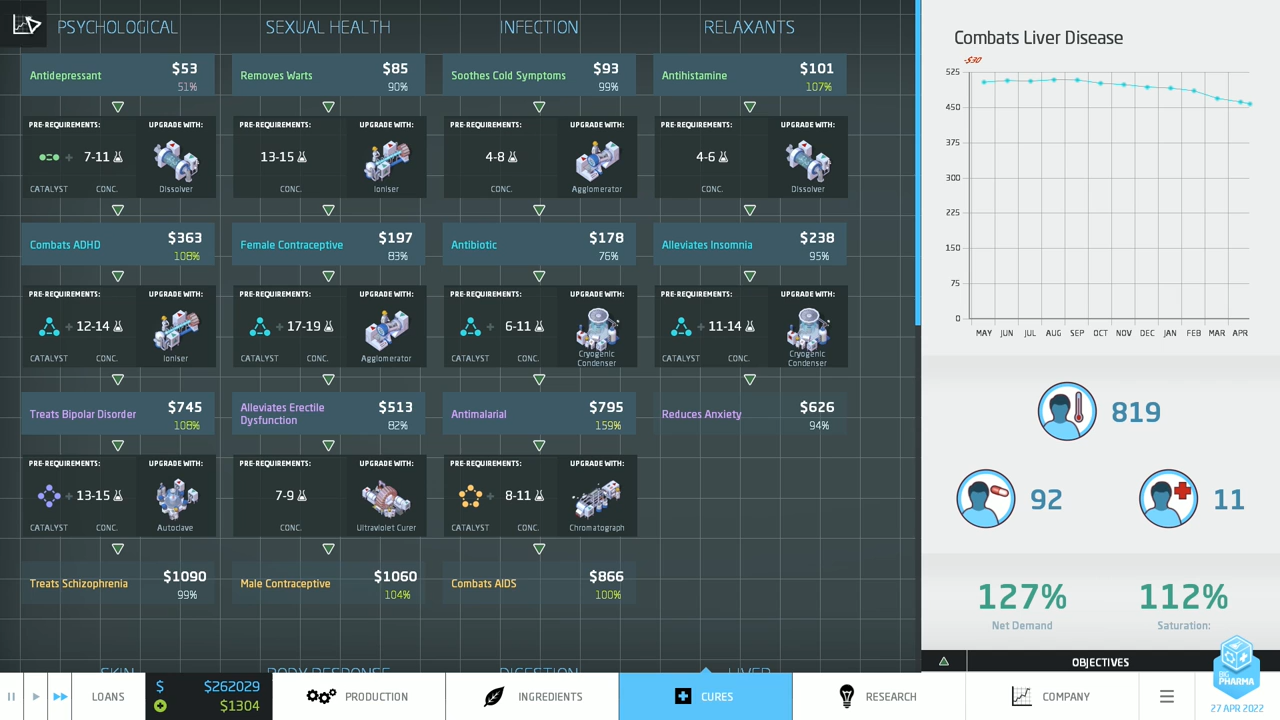 PSYCHOLOGICAL SEXUAL HEALTH INFECTION RELAXANTS
Antidepressant $53 51%
Removes Warts $85 90%
Soothes Cold Symptoms $93 99%
Antihistamine $101 107%
PRE-REQUIREMENTS: UPGRADE WITH: PRE-REQUIREMENTS: UPGRADE WITH: PRE-REQUIREMENTS: UPGRADE WITH: PRE-REQUIREMENTS: UPGRADE WITH:
+ 7-11 13-15 4-8 4-6
CATALYST CONC. Dissolver CONC. Ioniser CONC. Agglomerator CONC. Dissolver
Combats ADHD $363 108%
Female Contraceptive $197 83%
Antibiotic $178 76%
Alleviates Insomnia $238 95%
PRE-REQUIREMENTS: UPGRADE WITH: PRE-REQUIREMENTS: UPGRADE WITH: PRE-REQUIREMENTS: UPGRADE WITH: PRE-REQUIREMENTS: UPGRADE WITH:
+ 12-14 + 17-19 + 6-11 + 11-14
CATALYST CONC. Ioniser CATALYST CONC. Agglomerator CATALYST CONC. Cryogenic Condenser CATALYST CONC. Cryogenic Condenser
Treats Bipolar Disorder $745 108%
Alleviates Erectile Dysfunction $513 82%
Antimalarial $795 159%
Reduces Anxiety $626 94%
PRE-REQUIREMENTS: UPGRADE WITH: PRE-REQUIREMENTS: UPGRADE WITH: PRE-REQUIREMENTS: UPGRADE WITH:
+ 13-15 7-9 + 8-11
CATALYST CONC. Autoclave CONC. Ultraviolet Curer CATALYST CONC. Chromatograph
Treats Schizophrenia $1090 99%
Male Contraceptive $1060 104%
Combats AIDS $866 100%
SKIN BODY RESPONSE DIGESTION LIVER
Combats Liver Disease
-$30
525
450
375
300
225
150
75
0
MAY JUN JUL AUG SEP OCT NOV DEC JAN FEB MAR APR
819
92 11
127% 112%
Net Demand Saturation:
OBJECTIVES
LOANS $ $262029 PRODUCTION INGREDIENTS CURES RESEARCH COMPANY
$1304
BIG PHARMA
27 APR 2022